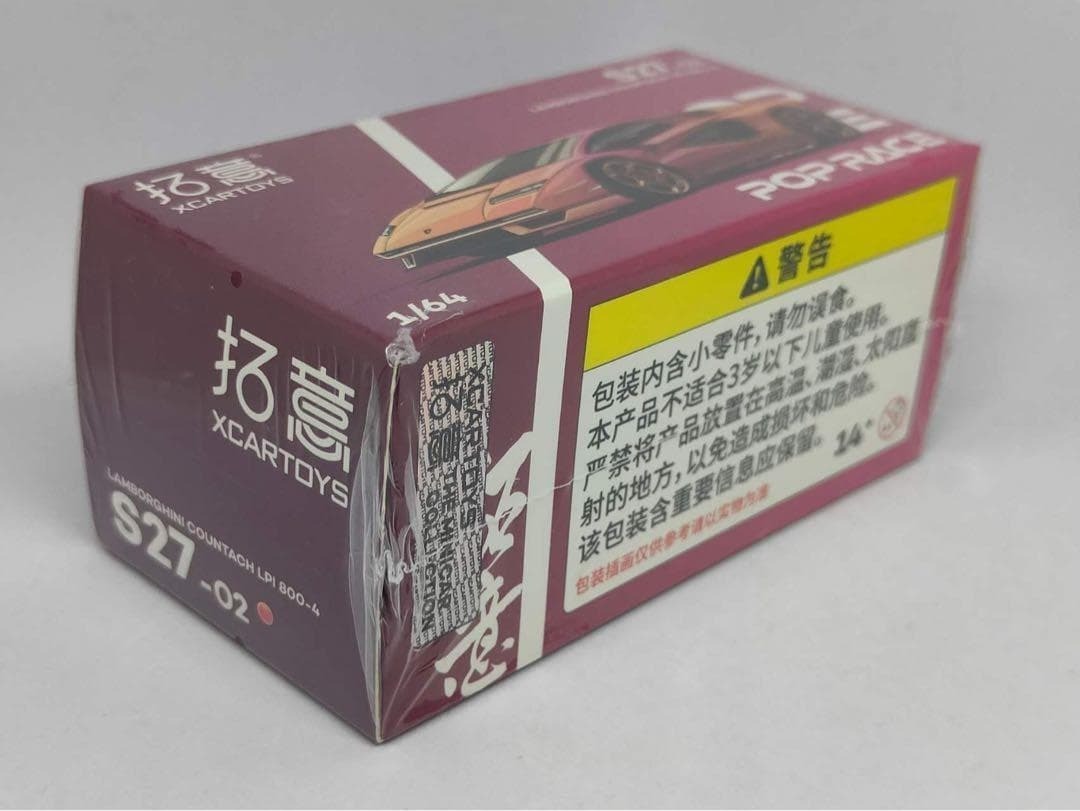 S27
拓意®
XCARTOYS
POP RACE
1/64
拓意
XCARTOYS
LAMBORGHINI COUNTACH LPI 800-4
S27-02
XCARTOYS
拓意 THE MINICAR
COLLECTION
拓意
警告
包装内含小零件，请勿误食。
本产品不适合3岁以下儿童使用。
严禁将产品放置在高温、潮湿、太阳直
射的地方，以免造成损坏和危险。
该包装含重要信息应保留。 14+
包装插画仅供参考请以实物为准